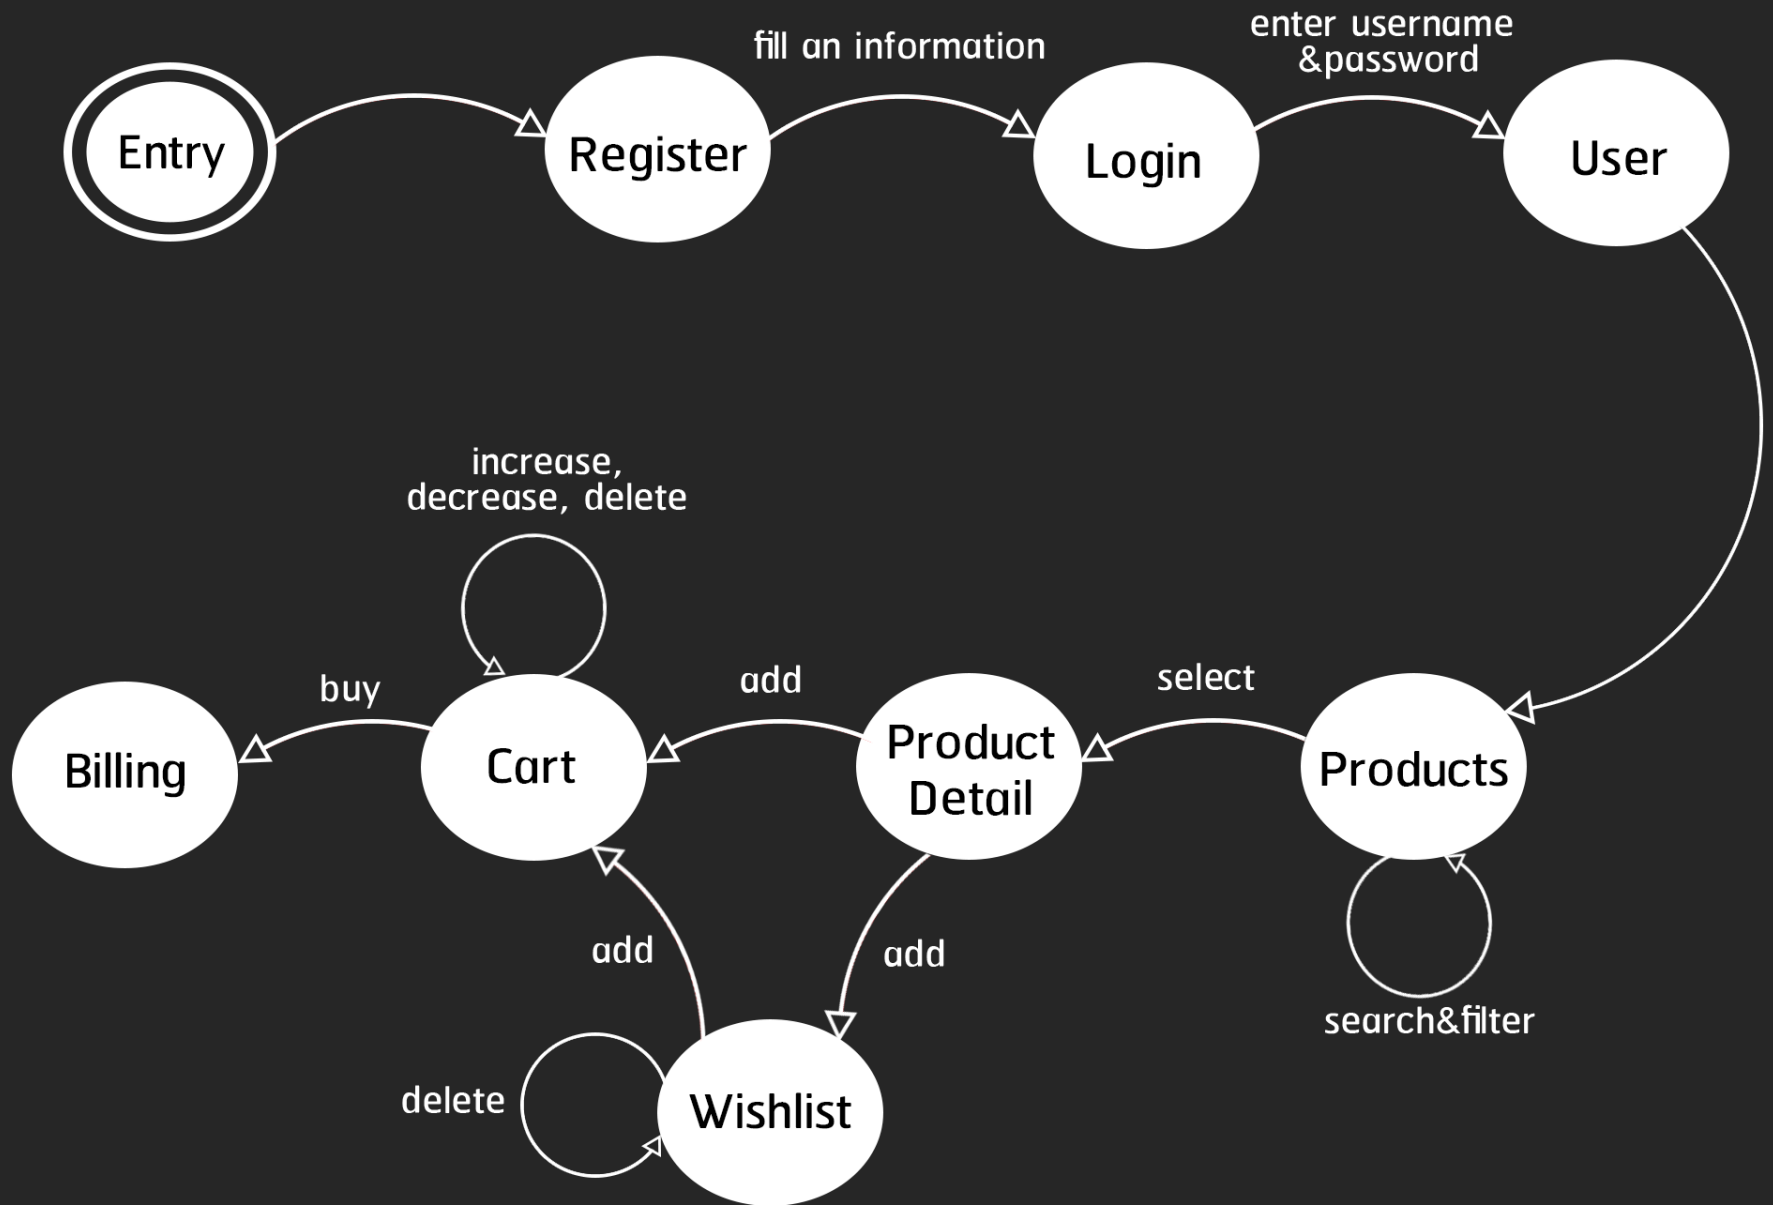 fill an information
enter username
&password
Entry
Register
Login
User
increase,
decrease, delete
buy
add
select
Billing
Cart
Product
Detail
Products
add
add
search&filter
delete
Wishlist